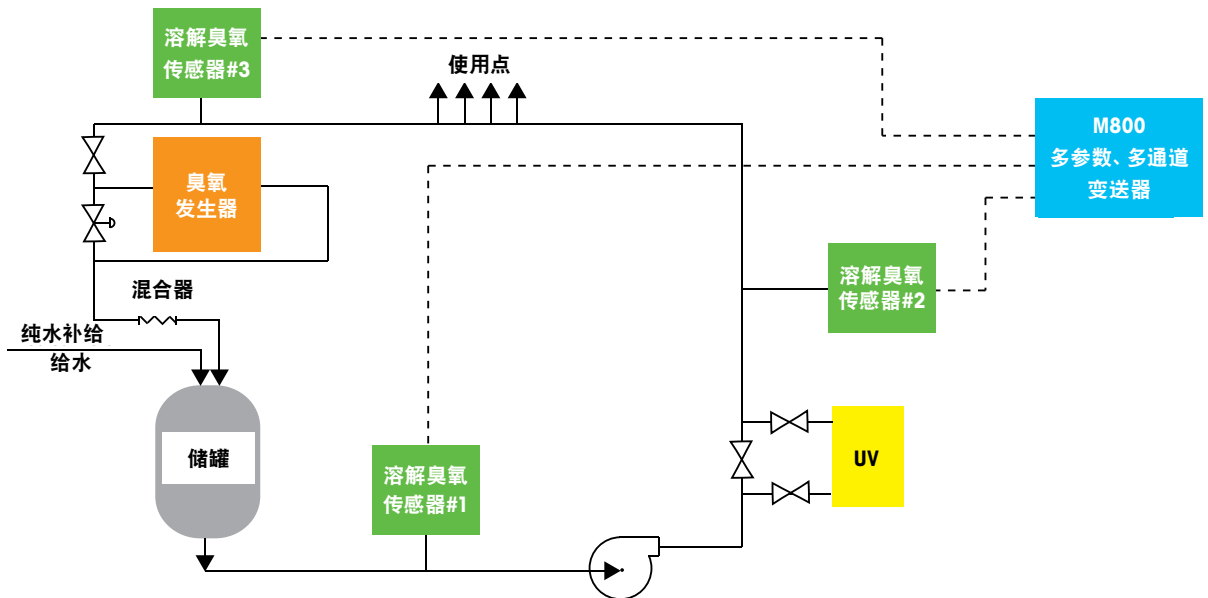 溶解臭氧
传感器#3
使用点
M800
多参数、多通道
变送器
臭氧
发生器
溶解臭氧
传感器#2
混合器
纯水补给
给水
储罐
溶解臭氧
传感器#1
UV